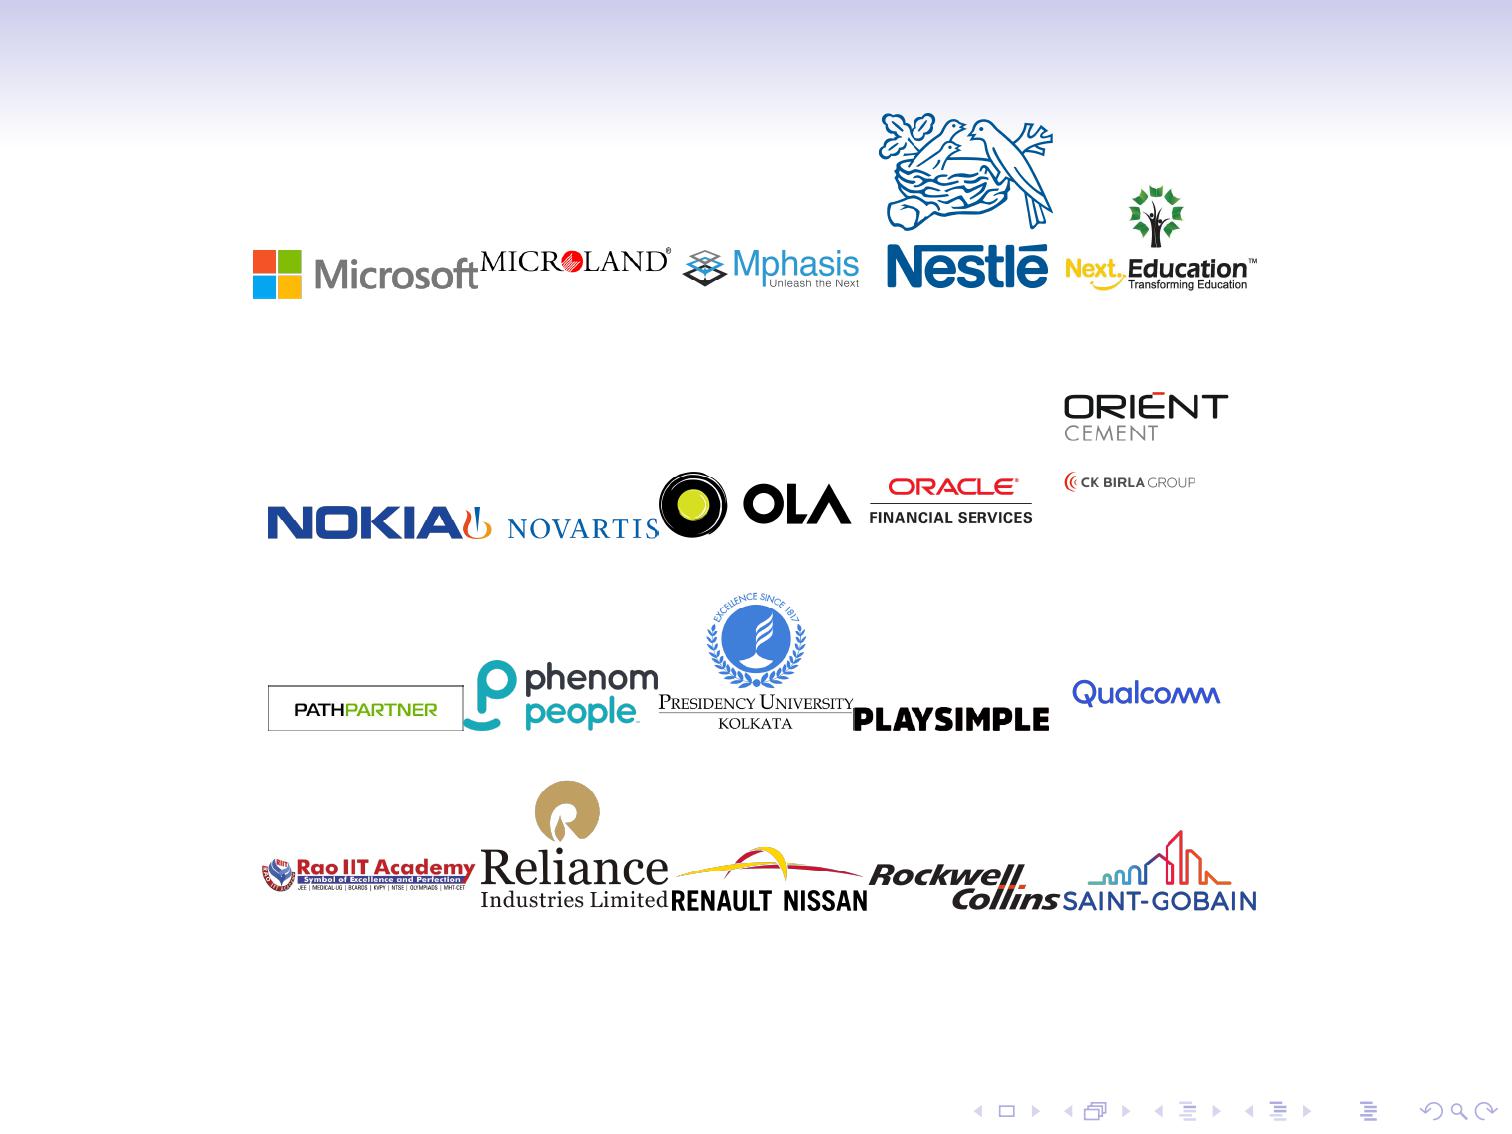 Microsoft
MICROLAND®
Mphasis
Unleash the Next
Nestlé
Next Education™
Transforming Education
NOKIA
NOVARTIS
OLA
ORACLE®
FINANCIAL SERVICES
ORIENT
CEMENT
CK BIRLA GROUP
PATHPARTNER
phenom
people™
EXCELLENCE SINCE 1817
PRESIDENCY UNIVERSITY
KOLKATA
PLAYSIMPLE
Qualcomm
Rao IIT Academy
Symbol of Excellence and Perfection
JEE | MEDICAL-UG | BOARDS | KVPY | NTSE | OLYMPIADS | MHT-CET
Reliance
Industries Limited
RENAULT NISSAN
Rockwell
Collins
SAINT-GOBAIN